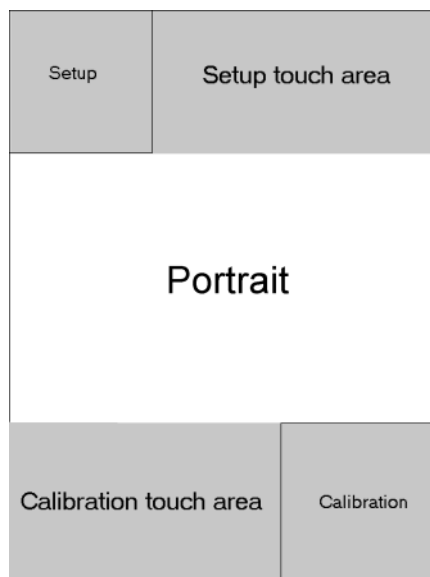 Setup
Setup touch area
Portrait
Calibration touch area
Calibration